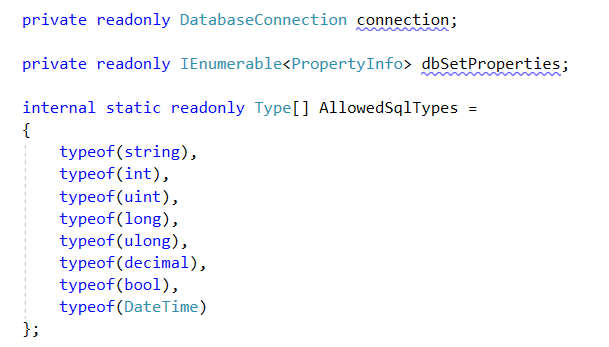 private readonly DatabaseConnection connection;
private readonly IEnumerable<PropertyInfo> dbSetProperties;
internal static readonly Type[] AllowedSqlTypes =
{
typeof(string),
typeof(int),
typeof(uint),
typeof(long),
typeof(ulong),
typeof(decimal),
typeof(bool),
typeof(DateTime)
};